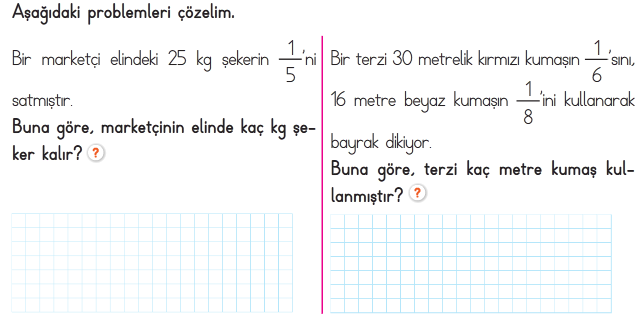 Aşağıdaki problemleri çözelim.
Bir marketçi elindeki 25 kg şekerin 1/5'ni
satmıştır.
Buna göre, marketçinin elinde kaç kg şe-
ker kalır? ?
Bir terzi 30 metrelik kırmızı kumaşın 1/6'sını,
16 metre beyaz kumaşın 1/8'ini kullanarak
bayrak dikiyor.
Buna göre, terzi kaç metre kumaş kul-
lanmıştır? ?